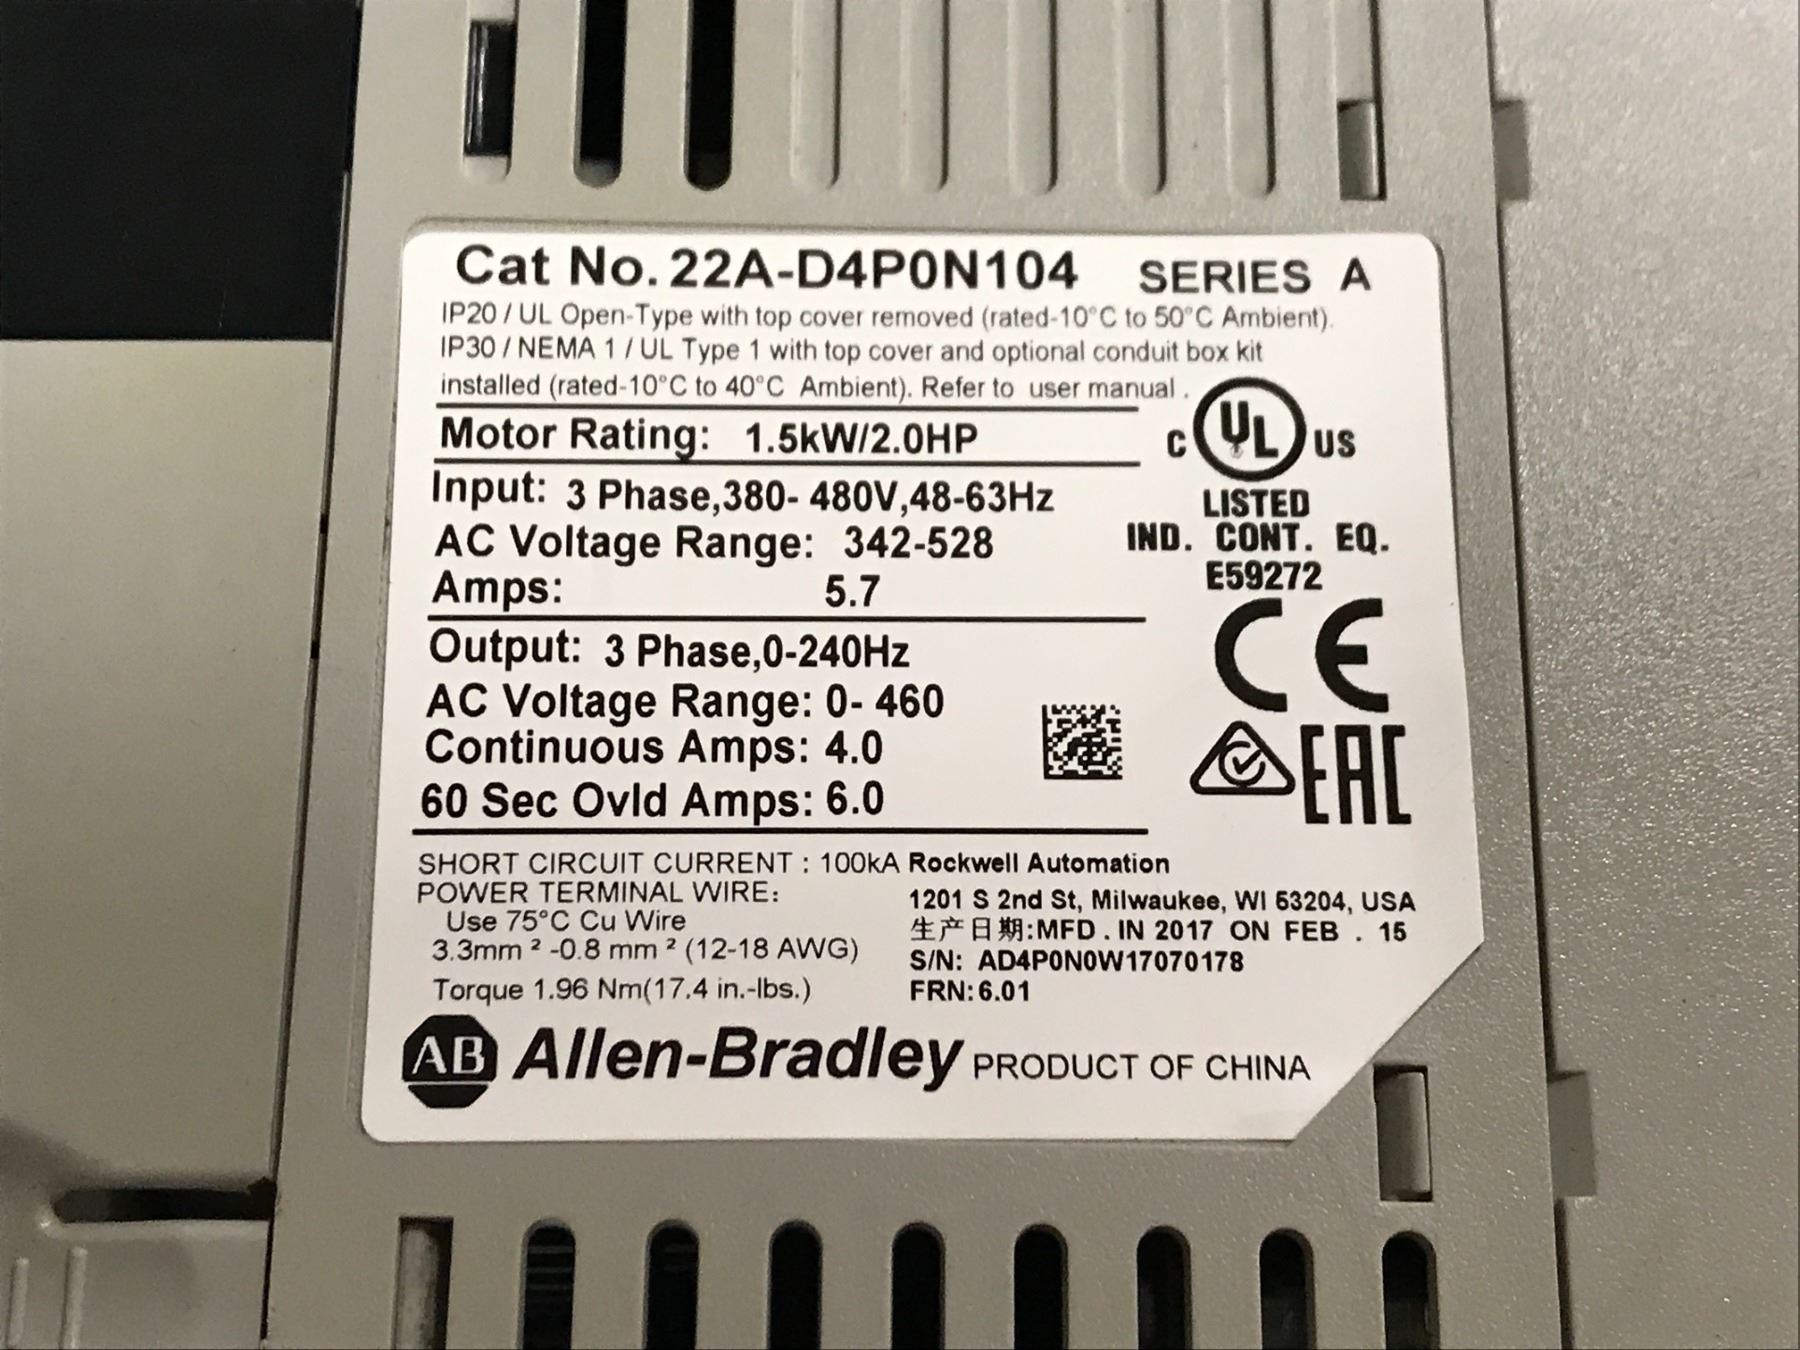 Cat No. 22A-D4P0N104 SERIES A
IP20 / UL Open-Type with top cover removed (rated-10°C to 50°C Ambient).
IP30 / NEMA 1 / UL Type 1 with top cover and optional conduit box kit
installed (rated-10°C to 40°C Ambient). Refer to user manual .
Motor Rating: 1.5kW/2.0HP
C UL US
LISTED
IND. CONT. EQ.
E59272
Input: 3 Phase,380- 480V,48-63Hz
AC Voltage Range: 342-528
Amps: 5.7
Output: 3 Phase,0-240Hz
AC Voltage Range: 0- 460
Continuous Amps: 4.0
60 Sec Ovld Amps: 6.0
CE
EAC
SHORT CIRCUIT CURRENT : 100kA
POWER TERMINAL WIRE:
Use 75°C Cu Wire
3.3mm ² -0.8 mm ² (12-18 AWG)
Torque 1.96 Nm(17.4 in.-lbs.)
Rockwell Automation
1201 S 2nd St, Milwaukee, WI 53204, USA
生产日期:MFD . IN 2017 ON FEB . 15
S/N: AD4P0N0W17070178
FRN: 6.01
AB Allen-Bradley PRODUCT OF CHINA